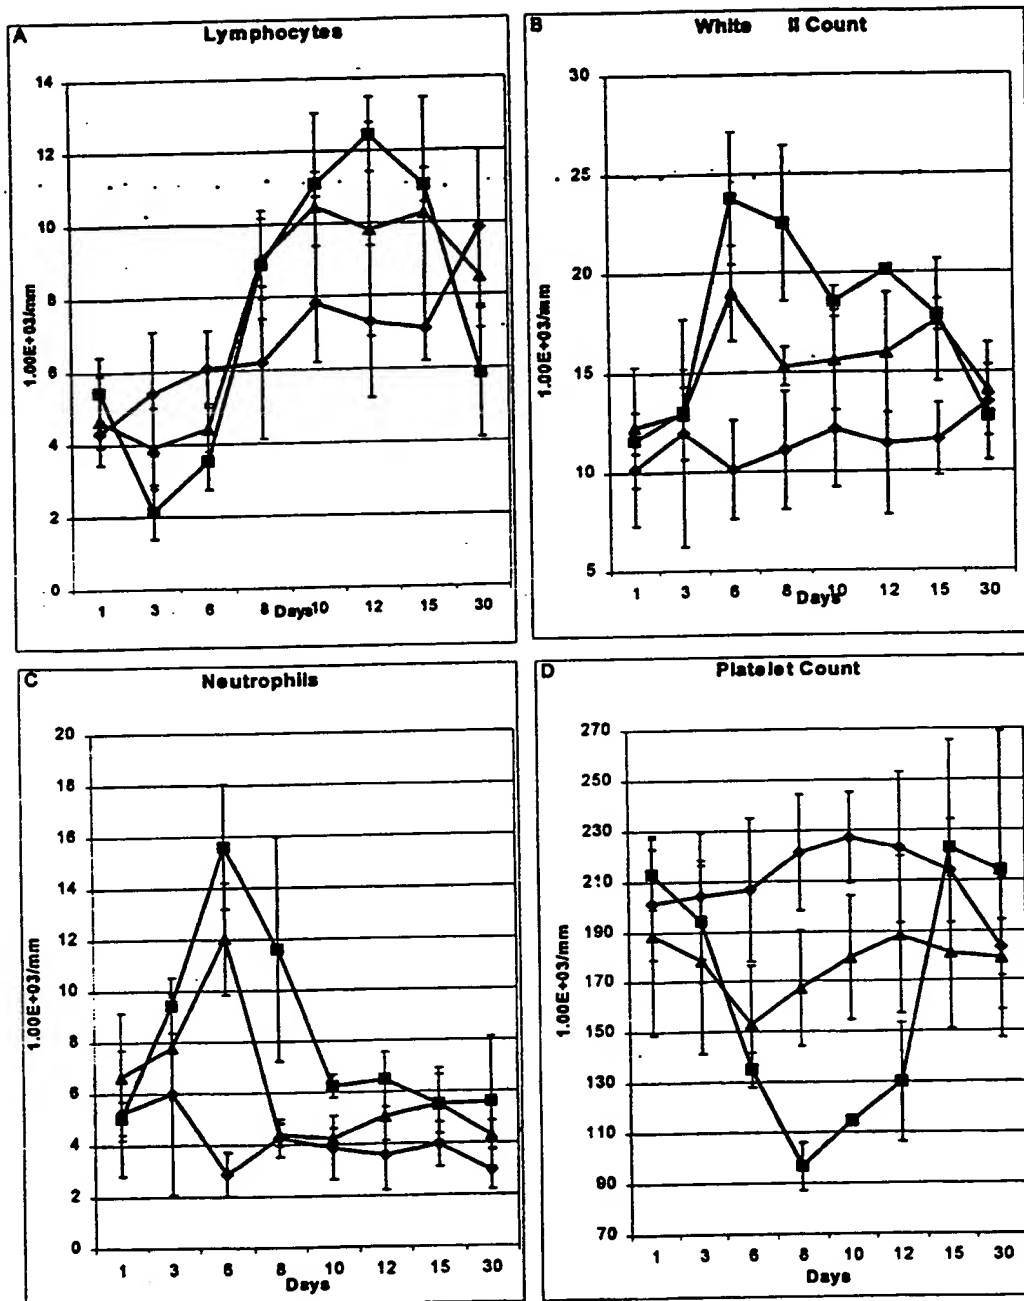 A
Lymphocytes
14
12
10
8
6
4
2
0
1.00E+03/mm
1 3 6 8 10 12 15 30
Days
B
White ll Count
30
25
20
15
10
5
1.00E+03/mm
1 3 6 8 10 12 15 30
Days
C
Neutrophils
20
18
16
14
12
10
8
6
4
2
0
1.00E+03/mm
1 3 6 8 10 12 15 30
Days
D
Platelet Count
270
250
230
210
190
170
150
130
110
90
70
1.00E+03/mm
1 3 6 8 10 12 15 30
Days